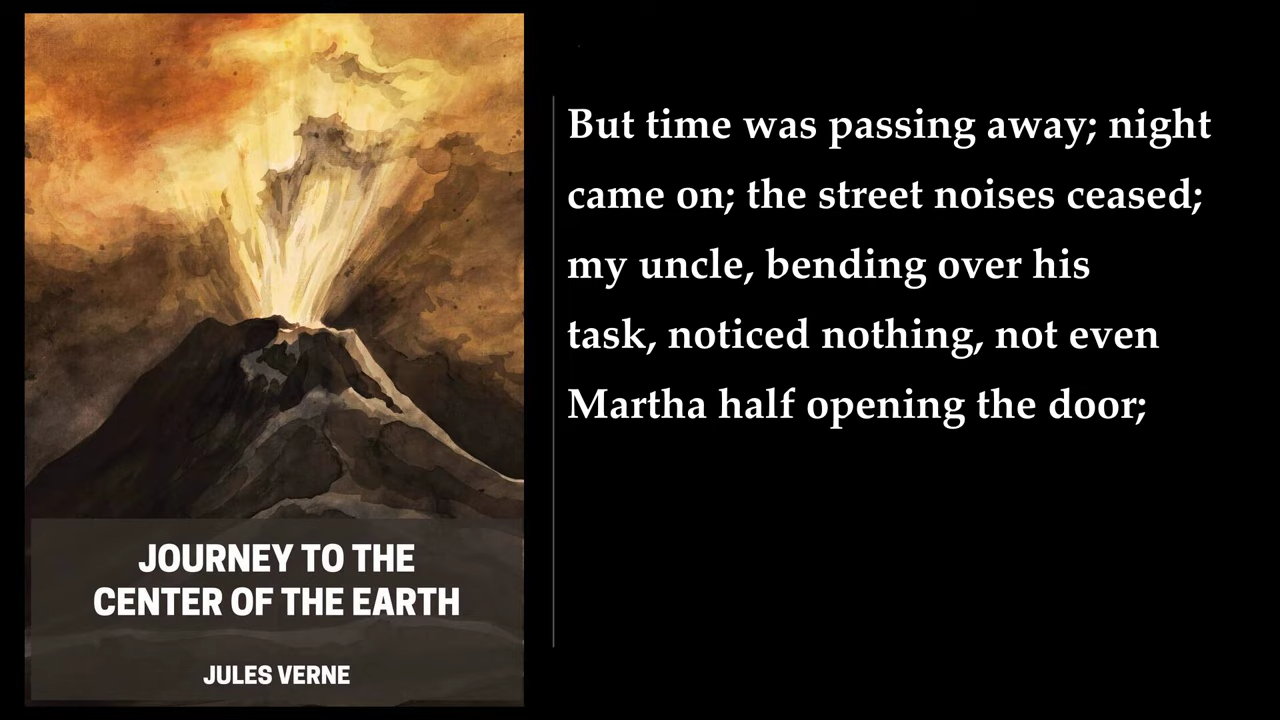 But time was passing away; night
came on; the street noises ceased;
my uncle, bending over his
task, noticed nothing, not even
Martha half opening the door;
JOURNEY TO THE
CENTER OF THE EARTH
JULES VERNE